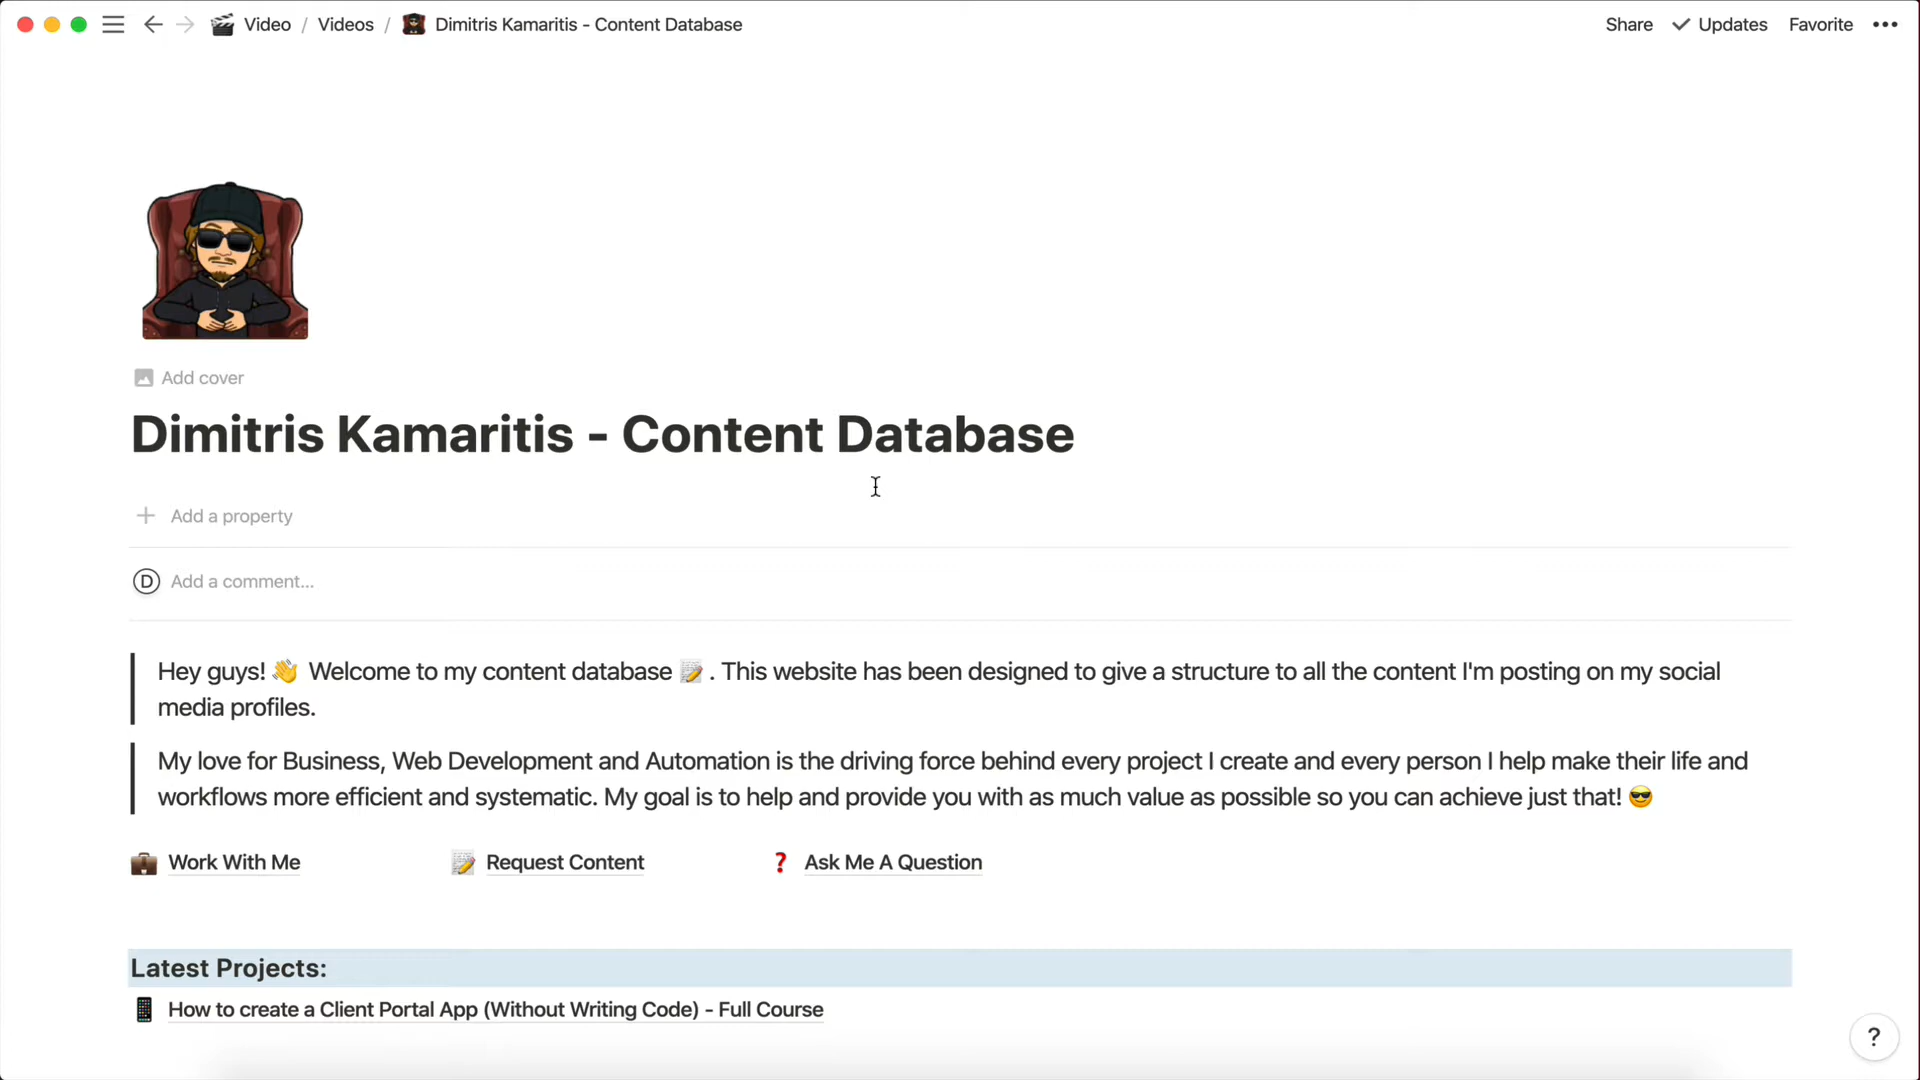 Video / Videos / Dimitris Kamaritis - Content Database
Share Updates Favorite
Add cover
Dimitris Kamaritis - Content Database
Add a property
D Add a comment...
Hey guys! 👋 Welcome to my content database 📝 . This website has been designed to give a structure to all the content I'm posting on my social
media profiles.
My love for Business, Web Development and Automation is the driving force behind every project I create and every person I help make their life and
workflows more efficient and systematic. My goal is to help and provide you with as much value as possible so you can achieve just that! 😎
Work With Me
Request Content
❓ Ask Me A Question
Latest Projects:
How to create a Client Portal App (Without Writing Code) - Full Course
?